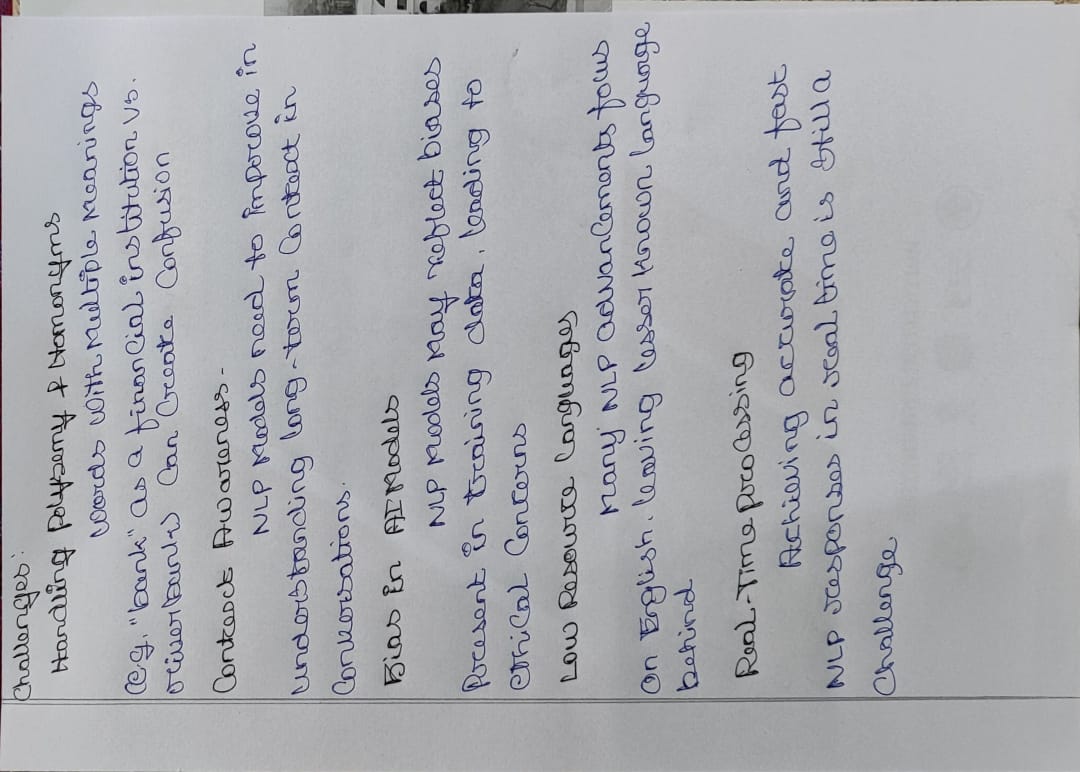 Challenges:
Handling Polysemy & Homonyms
Words With Multiple Meanings
(e.g. "bank" as a financial institution vs.
river bank) Can Create Confusion
Context Awareness -
NLP Models need to improve in
understanding long-term Context in
Conversations.
Bias in AI Models
NLP Models May reflect biases
Present in training data, leading to
ethical Concerns
Low Resource Languages
Many NLP advancements focus
on English. leaving lesser known language
behind
Real-Time processing
Achieving accurate and fast
NLP responses in real time is still a
Challenge